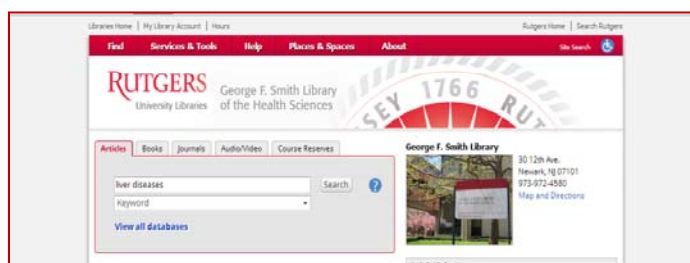 Libraries Home | My Library Account | Hours
Rutgers Home | Search Rutgers
Find Services & Tools Help Places & Spaces About
Site Search
RUTGERS
University Libraries
George F. Smith Library
of the Health Sciences
SEY 1766 RUT
Articles Books Journals Audio/Video Course Reserves
liver diseases
Search
?
Keyword
View all databases
George F. Smith Library
30 12th Ave.
Newark, NJ 07101
973-972-4580
Map and Directions